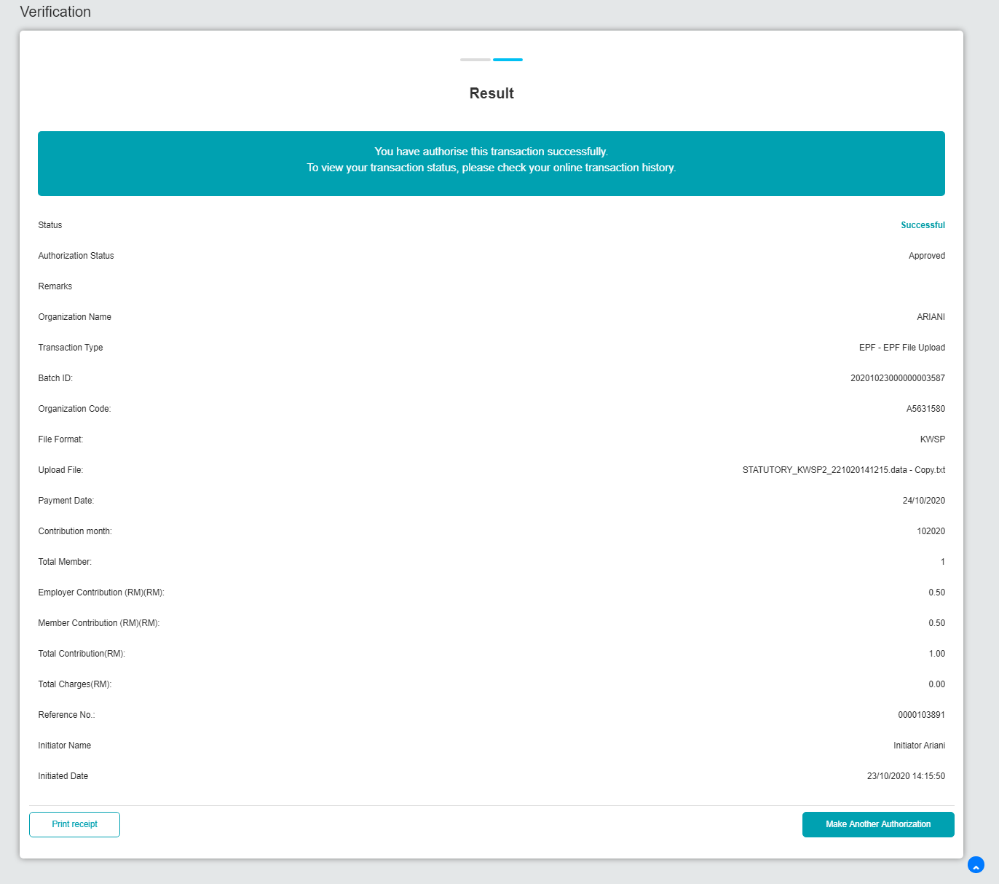 Verification
Result
You have authorise this transaction successfully.
To view your transaction status, please check your online transaction history.
Status Successful
Authorization Status Approved
Remarks
Organization Name ARIANI
Transaction Type EPF - EPF File Upload
Batch ID: 20201023000000003587
Organization Code: A5631580
File Format: KWSP
Upload File: STATUTORY_KWSP2_221020141215.data - Copy.txt
Payment Date: 24/10/2020
Contribution month: 102020
Total Member: 1
Employer Contribution (RM)(RM): 0.50
Member Contribution (RM)(RM): 0.50
Total Contribution(RM): 1.00
Total Charges(RM): 0.00
Reference No.: 0000103891
Initiator Name Initiator Ariani
Initiated Date 23/10/2020 14:15:50
Print receipt Make Another Authorization